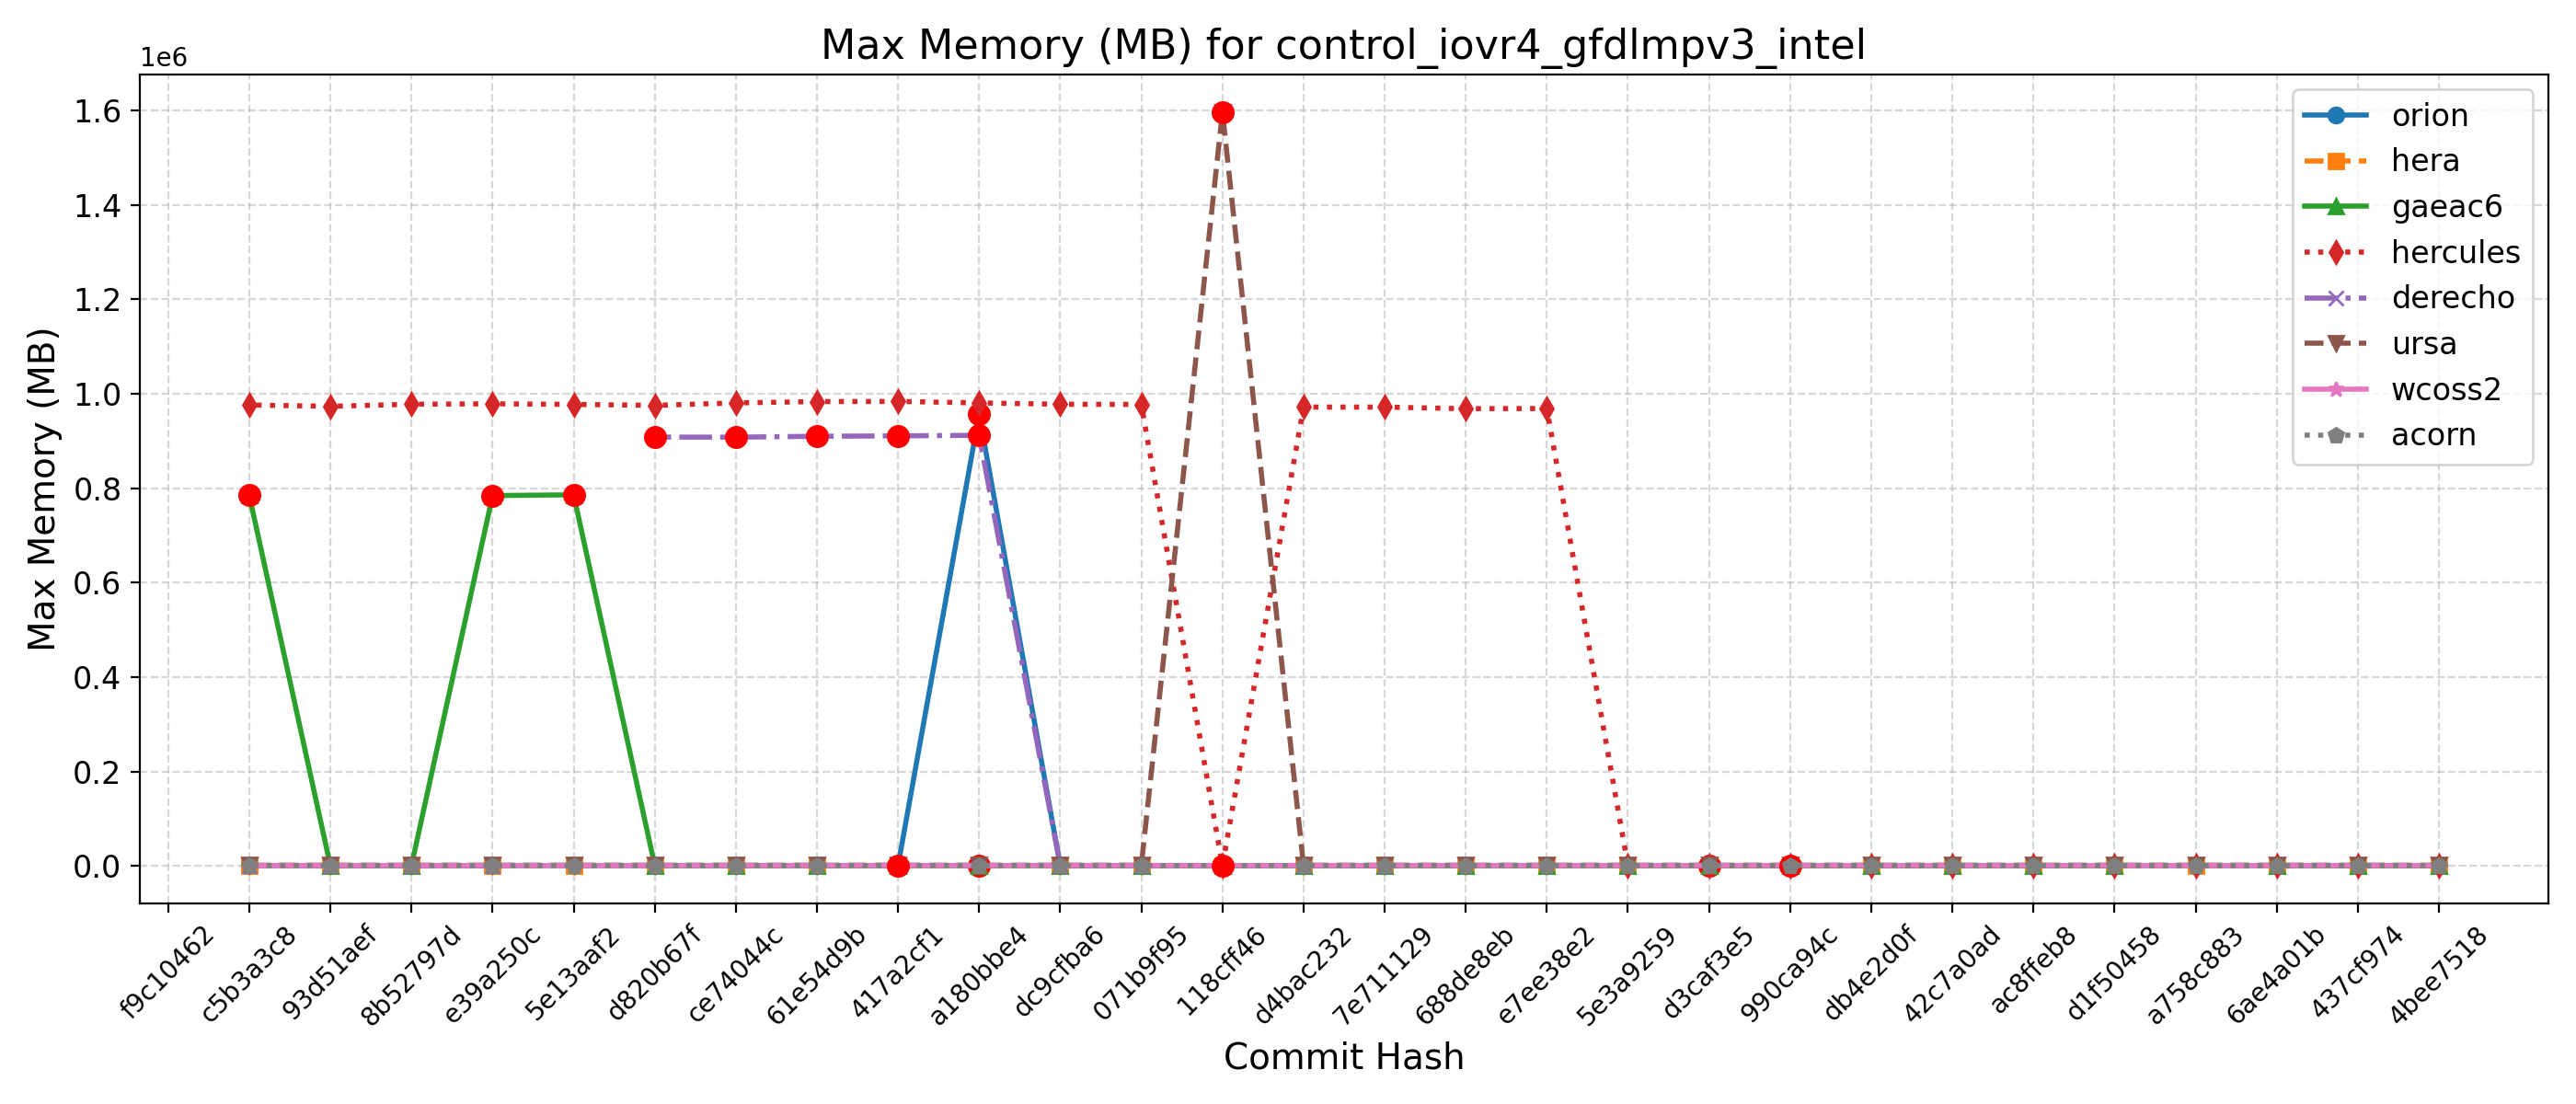 Max Memory (MB) for control_iovr4_gfdlmpv3_intel
1e6
1.6
1.4
1.2
1.0
0.8
0.6
0.4
0.2
0.0
Max Memory (MB)
orion
hera
gaeac6
hercules
derecho
ursa
wcoss2
acorn
f9c10462
c5b3a3c8
93d51aef
8b52797d
e39a250c
5e13aaf2
d820b67f
ce74044c
61e54d9b
417a2cf1
a180bbe4
dc9cfba6
071b9f95
118cff46
d4bac232
7e711129
688de8eb
e7ee38e2
5e3a9259
d3caf3e5
990ca94c
db4e2d0f
42c7a0ad
ac8ffeb8
d1f50458
a758c883
6ae4a01b
437cf974
4bee7518
Commit Hash